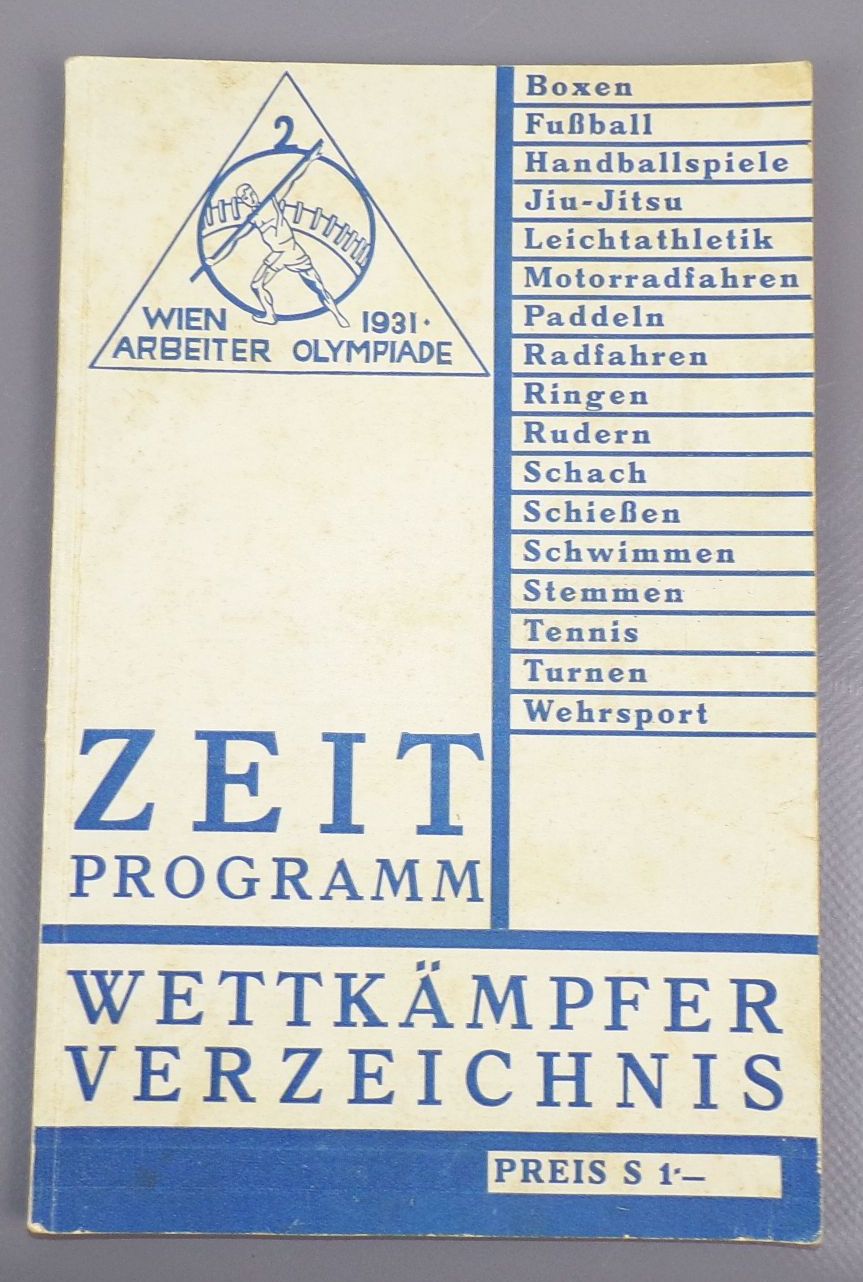 2
WIEN 1931·
ARBEITER OLYMPIADE
Boxen
Fußball
Handballspiele
Jiu-Jitsu
Leichtathletik
Motorradfahren
Paddeln
Radfahren
Ringen
Rudern
Schach
Schießen
Schwimmen
Stemmen
Tennis
Turnen
Wehrsport
ZEIT
PROGRAMM
WETTKÄMPFER
VERZEICHNIS
PREIS S 1·—